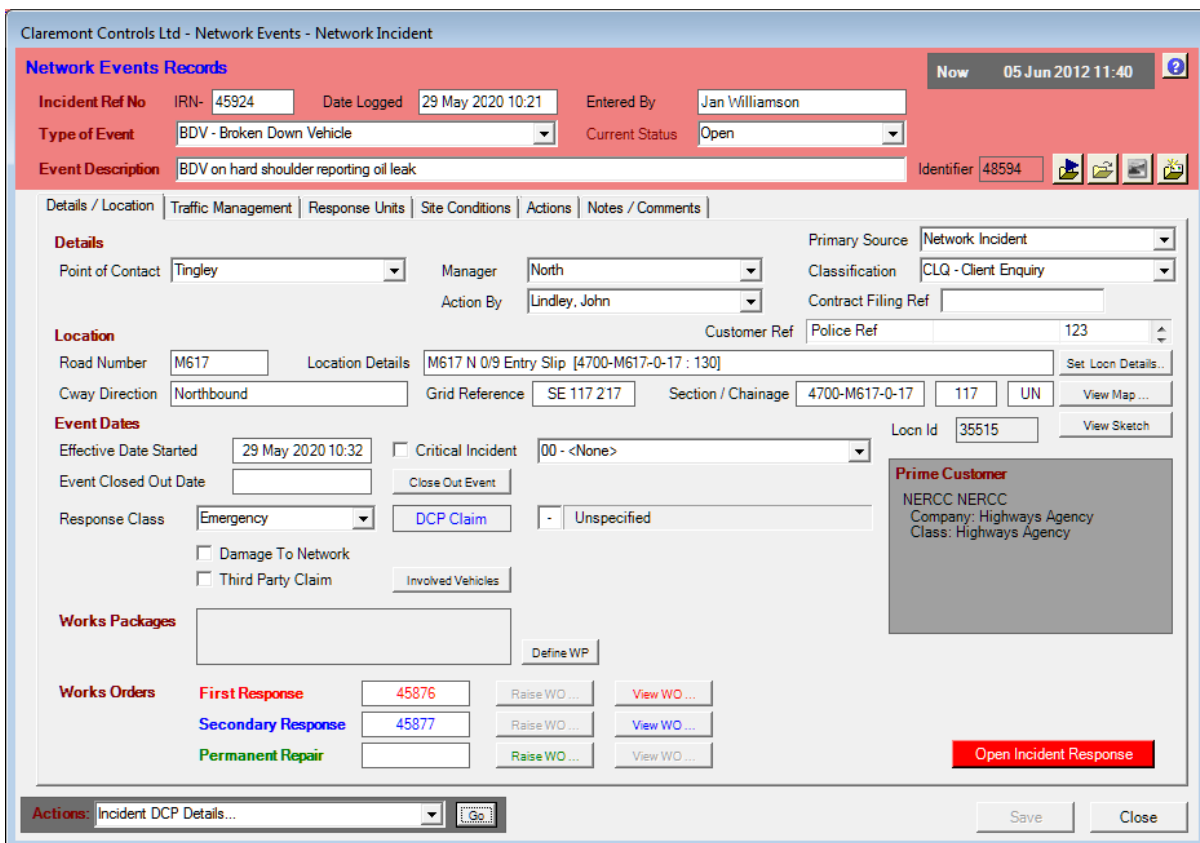 Claremont Controls Ltd - Network Events - Network Incident
Network Events Records
Now 05 Jun 2012 11:40
Incident Ref No IRN- 45924 Date Logged 29 May 2020 10:21 Entered By Jan Williamson
Type of Event BDV - Broken Down Vehicle Current Status Open
Event Description BDV on hard shoulder reporting oil leak Identifier 48594
Details / Location Traffic Management Response Units Site Conditions Actions Notes / Comments
Details Primary Source Network Incident
Point of Contact Tingley Manager North Classification CLQ - Client Enquiry
Action By Lindley, John Contract Filing Ref
Location Customer Ref Police Ref 123
Road Number M617 Location Details M617 N 0/9 Entry Slip [4700-M617-0-17 : 130] Set Locn Details..
Cway Direction Northbound Grid Reference SE 117 217 Section / Chainage 4700-M617-0-17 117 UN View Map ...
Event Dates Locn Id 35515 View Sketch
Effective Date Started 29 May 2020 10:32 Critical Incident 00 - <None>
Event Closed Out Date Close Out Event
Response Class Emergency DCP Claim - Unspecified
Damage To Network
Third Party Claim Involved Vehicles
Prime Customer
NERCC NERCC
Company: Highways Agency
Class: Highways Agency
Works Packages
Define WP
Works Orders First Response 45876 Raise WO ... View WO ...
Secondary Response 45877 Raise WO ... View WO ...
Permanent Repair Raise WO ... View WO ...
Open Incident Response
Actions: Incident DCP Details... Go Save Close